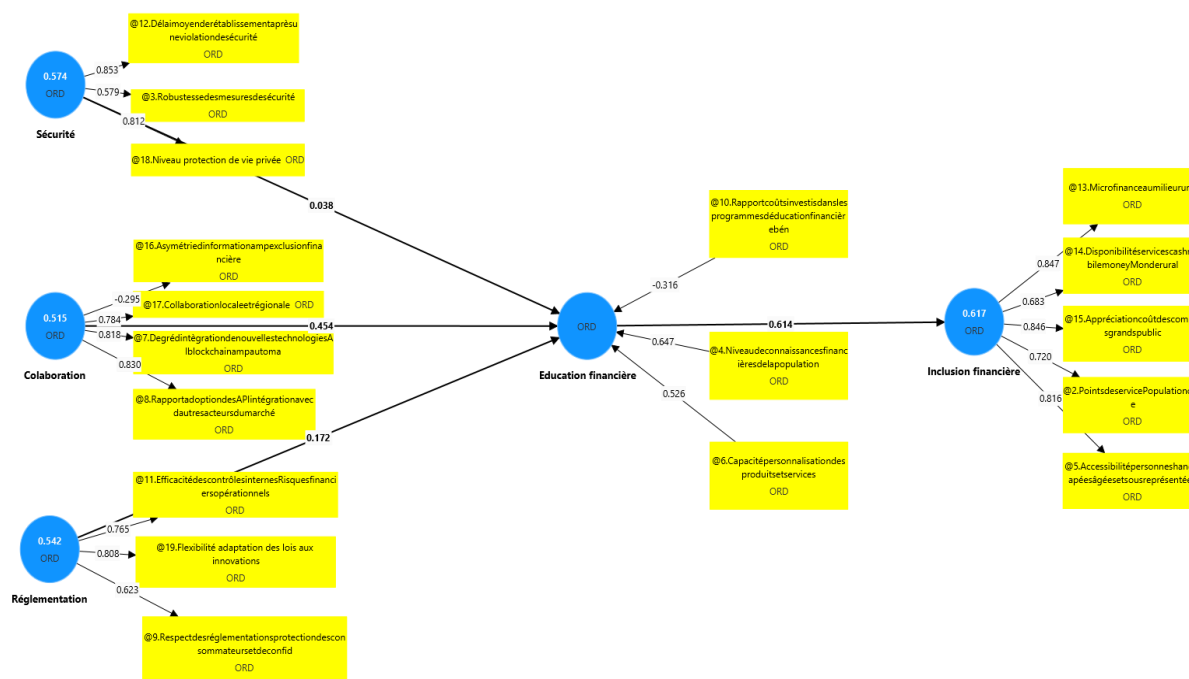 @12.Délaimoyenderétablissementaprèsu
neviolationdesécurité
ORD
0.574
ORD
Sécurité
0.853
0.579
0.812
@3.Robustessedesmesuresdesécurité
ORD
@18.Niveau protection de vie privée ORD
0.038
@16.Asymétriedinformationampexclusionfina
ncière
ORD
0.515
ORD
Colaboration
-0.295
0.784
0.818
0.830
@17.Collaborationlocaleetrégionale ORD
0.454
@7.DegrédintégrationdenouvellestechnologiesA
IblockchainampautomaORD
@8.RapportadoptiondesAPIintégrationavec
dautresacteursdumarché
ORD
0.172
@11.EfficacitédescontrôlesinternesRisquesfinanci
ersopérationnels
ORD
0.542
ORD
Réglementation
0.765
0.808
0.623
@19.Flexibilité adaptation des lois aux
innovations
ORD
@9.Respectdesréglementationsprotectiondescon
sommateursetdeconfid
ORD
@10.Rapportcoûtsinvestisdansles
programmesdéducationfinancièr
ebén
ORD
-0.316
ORD
Education financière
0.614
0.647
@4.Niveaudeconnaissancesfinanc
ièresdelapopulation
ORD
0.526
@6.Capacitépersonnalisationdes
produitsetservices
ORD
0.617
ORD
Inclusion financière
0.847
0.683
0.846
0.720
0.816
@13.Microfinanceaumilieurur
ORD
@14.Disponibilitéservicescash
bilemoneyMonderural
ORD
@15.Appréciationcoûtdescom
sgrandspublic
ORD
@2.PointsdeservicePopulation
e
ORD
@5.Accessibilitépersonneshan
apéesâgéesetsousreprésentée
ORD